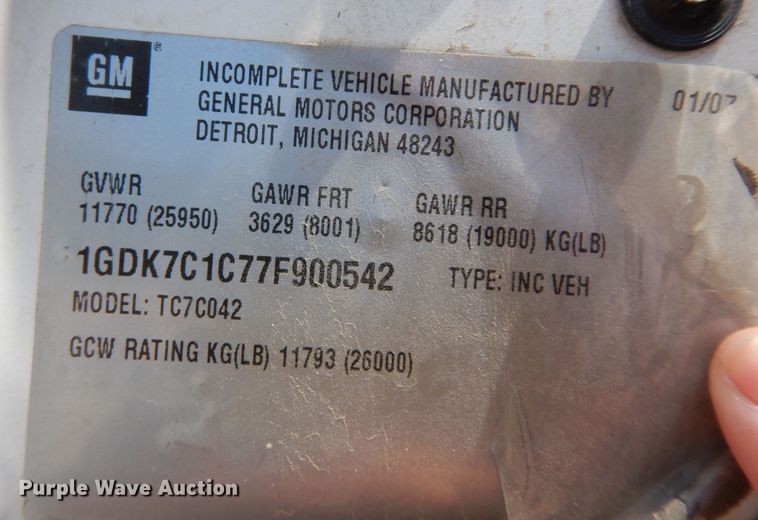 GM ®
INCOMPLETE VEHICLE MANUFACTURED BY 01/07
GENERAL MOTORS CORPORATION
DETROIT, MICHIGAN 48243
GVWR GAWR FRT GAWR RR
11770 (25950) 3629 (8001) 8618 (19000) KG(LB)
1GDK7C1C77F900542 TYPE: INC VEH
MODEL: TC7C042
GCW RATING KG(LB) 11793 (26000)
Purple Wave Auction